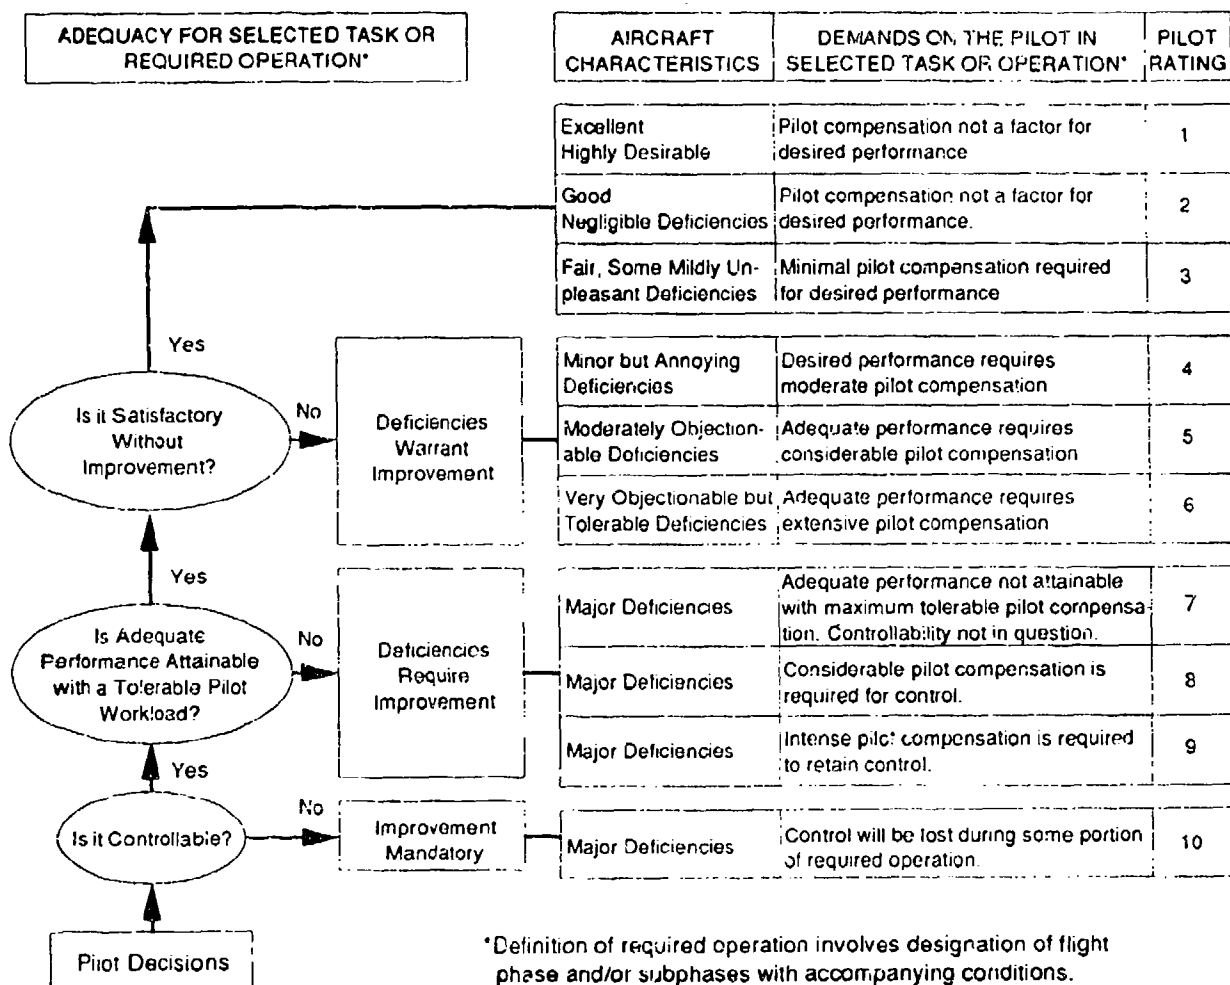 ADEQUACY FOR SELECTED TASK OR
REQUIRED OPERATION*
AIRCRAFT
CHARACTERISTICS
DEMANDS ON THE PILOT IN
SELECTED TASK OR OPERATION*
PILOT
RATING
Excellent
Highly Desirable
Pilot compensation not a factor for
desired performance
1
Good
Negligible Deficiencies
Pilot compensation not a factor for
desired performance.
2
Fair, Some Mildly Un-
pleasant Deficiencies
Minimal pilot compensation required
for desired performance
3
Yes
Is it Satisfactory
Without
Improvement?
No
Deficiencies
Warrant
Improvement
Minor but Annoying
Deficiencies
Desired performance requires
moderate pilot compensation
4
Moderately Objection-
able Deficiencies
Adequate performance requires
considerable pilot compensation
5
Very Objectionable but
Tolerable Deficiencies
Adequate performance requires
extensive pilot compensation
6
Yes
Is Adequate
Performance Attainable
with a Tolerable Pilot
Workload?
No
Deficiencies
Require
Improvement
Major Deficiencies
Adequate performance not attainable
with maximum tolerable pilot compensa-
tion. Controllability not in question.
7
Major Deficiencies
Considerable pilot compensation is
required for control.
8
Major Deficiencies
Intense pilot compensation is required
to retain control.
9
Yes
Is it Controllable?
No
Improvement
Mandatory
Major Deficiencies
Control will be lost during some portion
of required operation.
10
Pilot Decisions
*Definition of required operation involves designation of flight
phase and/or subphases with accompanying conditions.